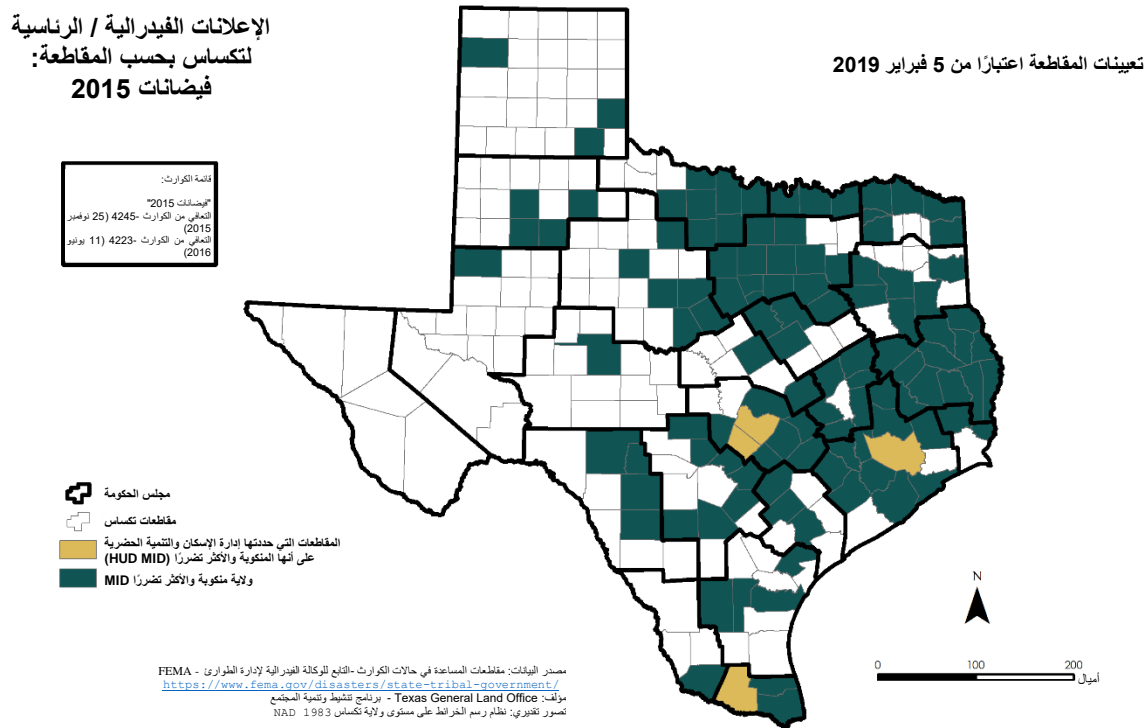 الإعلانات الفيدرالية / الرئاسية
لتكساس بحسب المقاطعة:
فيضانات 2015
تعيينات المقاطعة اعتبارًا من 5 فبراير 2019
قائمة الكوارث:
"فيضانات 2015"
التعافي من الكوارث -4245 (25 نوفمبر
2015)
التعافي من الكوارث -4223 (11 يونيو
2016)
مجلس الحكومة
مقاطعات تكساس
المقاطعات التي حددتها إدارة الإسكان والتنمية الحضرية
على أنها المنكوبة والأكثر تضررًا (HUD MID)
ولاية منكوبة والأكثر تضررًا MID
N
0 100 200
أميال
مصدر البيانات: مقاطعات المساعدة في حالات الكوارث -التابع للوكالة الفيدرالية لإدارة الطوارئ - FEMA
https://www.fema.gov/disasters/state-tribal-government/
مؤلف: Texas General Land Office - برنامج تنشيط وتنمية المجتمع
تصور تقديري: نظام رسم الخرائط على مستوى ولاية تكساس NAD 1983